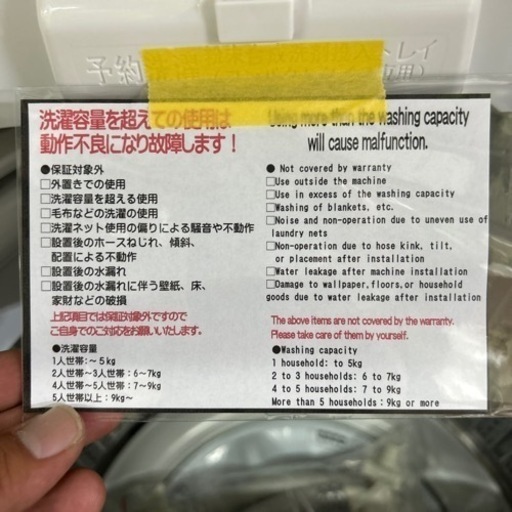 予約
トレイ
用)
洗濯容量を超えての使用は
動作不良になり故障します！
●保証対象外
□外置きでの使用
□洗濯容量を超える使用
□毛布などの洗濯の使用
□洗濯ネット使用の偏りによる騒音や不動作
□設置後のホースねじれ、傾斜、
配置による不動作
□設置後の水漏れ
□設置後の水漏れに伴う壁紙、床、
家財などの破損
上記項目では保証対象外ですので
ご自身でのご対応をお願いいたします。
●洗濯容量
1人世帯：～5kg
2人世帯～3人世帯：6～7kg
4人世帯～5人世帯：7～9kg
5人世帯以上：9kg～
Using more than the washing capacity
will cause malfunction.
● Not covered by warranty
□Use outside the machine
□Use in excess of the washing capacity
□Washing of blankets, etc.
□Noise and non-operation due to uneven use of
laundry nets
□Non-operation due to hose kink, tilt,
or placement after installation
□Water leakage after machine installation
□Damage to wallpaper,floors,or household
goods due to water leakage after installation
The above items are not covered by the warranty.
Please take care of them by yourself.
●Washing capacity
1 household: to 5kg
2 to 3 households: 6 to 7kg
4 to 5 households: 7 to 9kg
More than 5 households：9kg or more